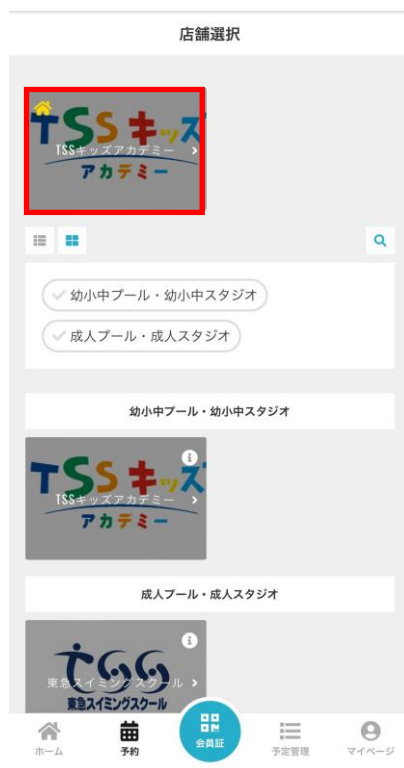 店舗選択
TSSキッズ
TSSキッズアカデミー
アカデミー
幼小中プール・幼小中スタジオ
成人プール・成人スタジオ
幼小中プール・幼小中スタジオ
i
TSSキッズ
TSSキッズアカデミー
アカデミー
成人プール・成人スタジオ
i
TSS
東急スイミングスクール
東急スイミングスクール
ホーム
予約
会員証
予定管理
マイページ